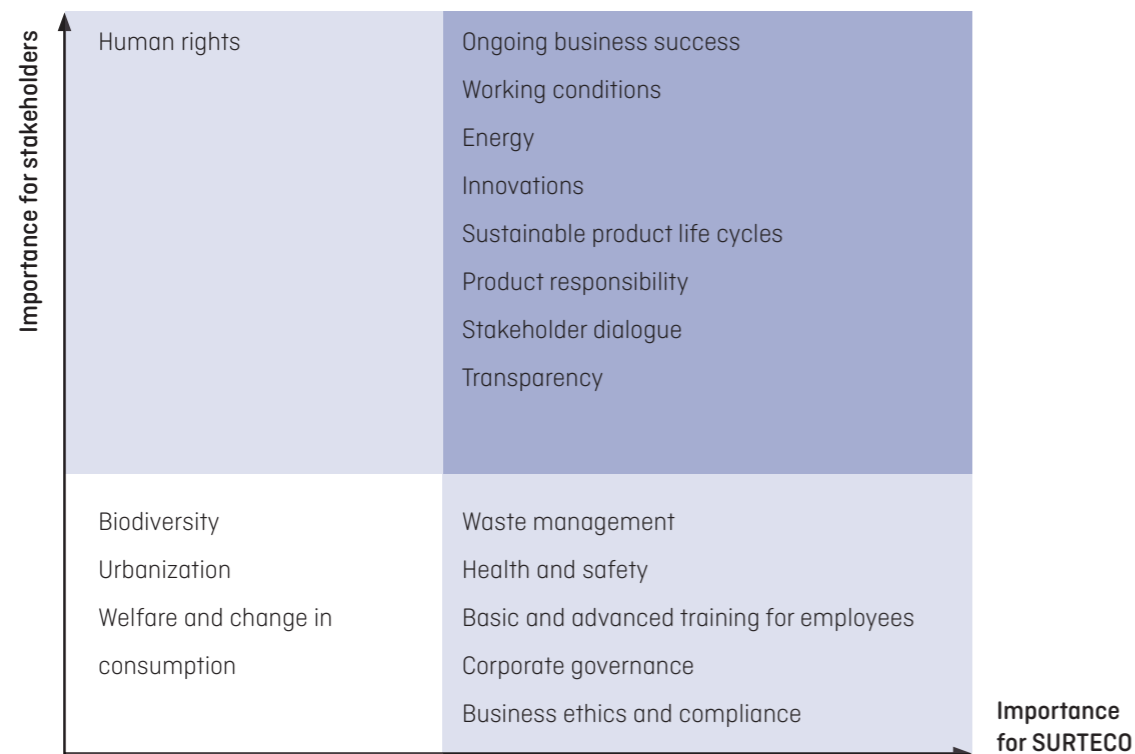 Importance for stakeholders
Human rights
Ongoing business success
Working conditions
Energy
Innovations
Sustainable product life cycles
Product responsibility
Stakeholder dialogue
Transparency
Biodiversity
Urbanization
Welfare and change in
consumption
Waste management
Health and safety
Basic and advanced training for employees
Corporate governance
Business ethics and compliance
Importance
for SURTECO